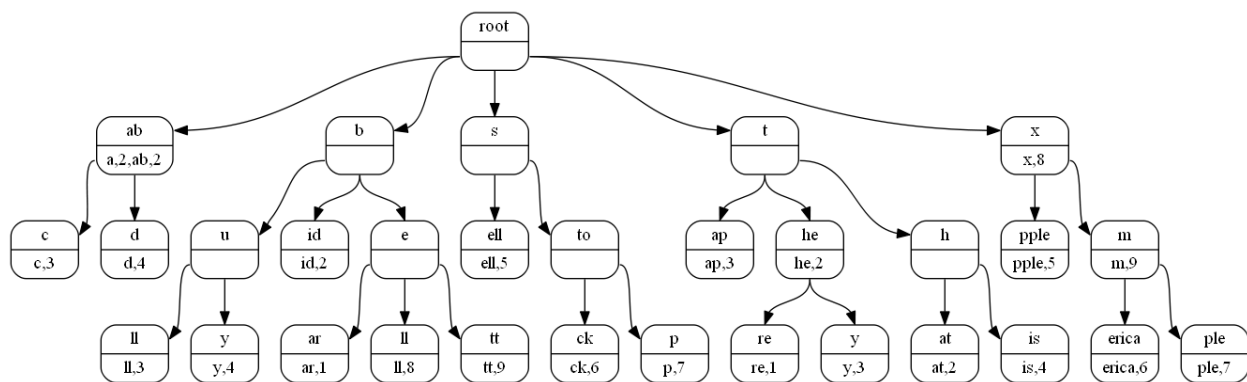 root
ab
a,2,ab,2
b
s
t
x
x,8
c
c,3
d
d,4
u
id
id,2
e
ell
ell,5
to
ap
ap,3
he
he,2
h
pple
pple,5
m
m,9
ll
ll,3
y
y,4
ar
ar,1
ll
ll,8
tt
tt,9
ck
ck,6
p
p,7
re
re,1
y
y,3
at
at,2
is
is,4
erica
erica,6
ple
ple,7